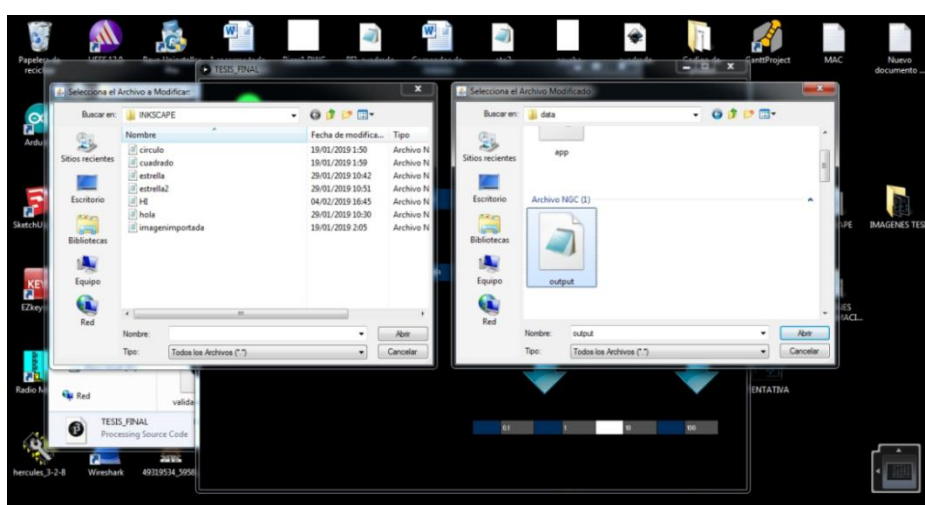 Papelera de
recicl
GanttProject
MAC
Nuevo
documento ...
TESIS_FINAL
Selecciona el Archivo a Modificar:
Buscar en:
INKSCAPE
Nombre
Fecha de modifica...
Tipo
circulo
19/01/2019 1:50
Archivo N
cuadrado
19/01/2019 1:59
Archivo N
estrella
29/01/2019 10:42
Archivo N
estrella2
29/01/2019 10:51
Archivo N
HI
04/02/2019 16:45
Archivo N
hola
29/01/2019 10:30
Archivo N
imagenimportada
19/01/2019 2:05
Archivo N
Sitios recientes
Escritorio
Bibliotecas
Equipo
Red
Nombre:
Abrir
Tipo:
Todos los Archivos (*.*)
Cancelar
Selecciona el Archivo Modificado
Buscar en:
data
app
Archivo NGC (1)
output
Sitios recientes
Escritorio
Bibliotecas
Equipo
Red
Nombre:
output
Abrir
Tipo:
Todos los Archivos (*.*)
Cancelar
Ardu
SketchU
KEY
EZkey
Radio M
IMAGENES TES
ENTATIVA
Red
valida
TESIS_FINAL
Processing Source Code
0.1
1
10
100
hercules_3-2-8
Wireshark
49319534_5958